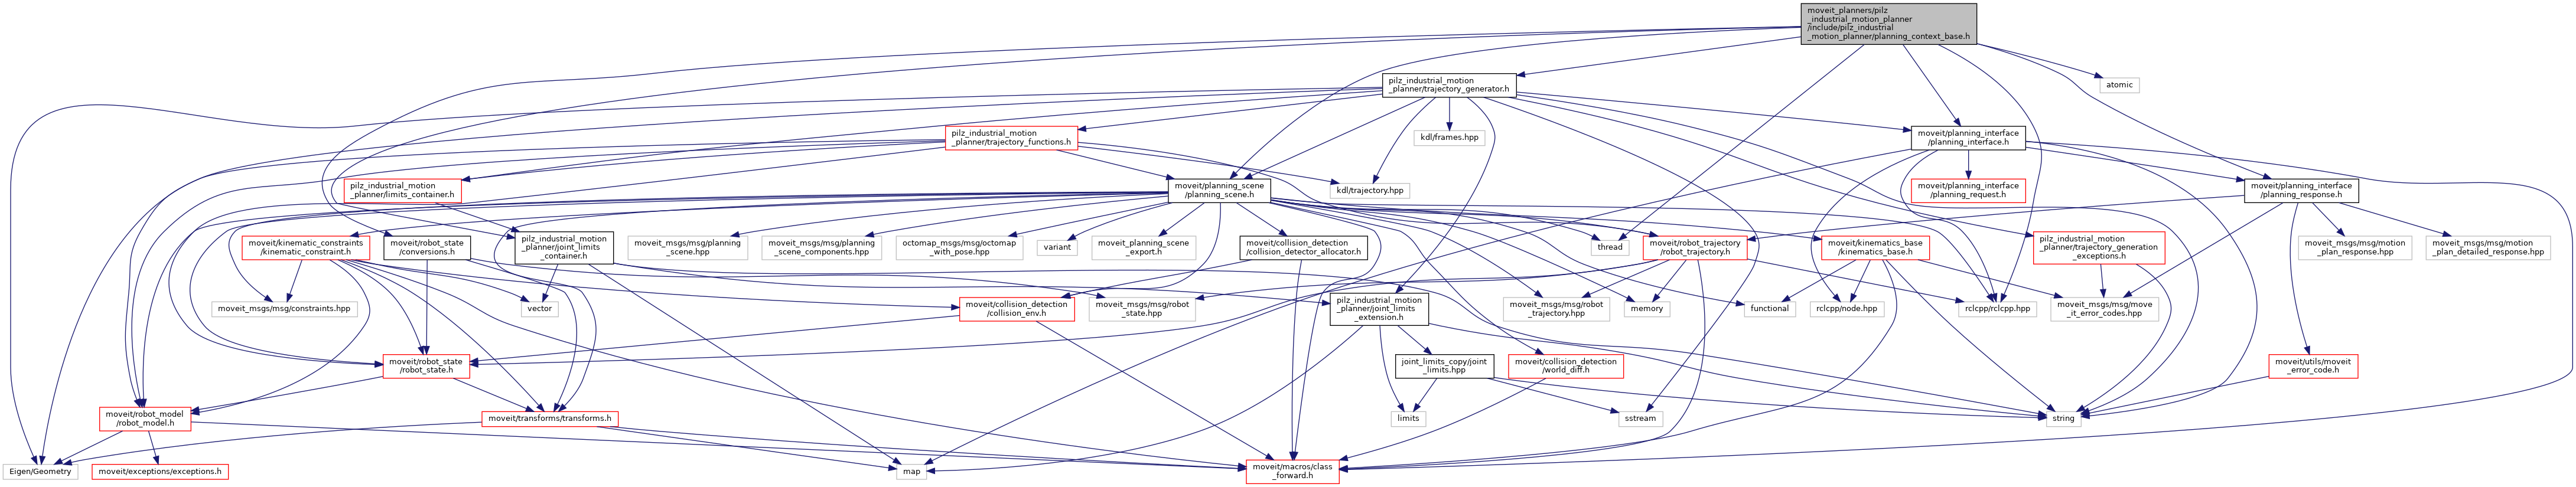 moveit_planners/pilz
_industrial_motion_planner
/include/pilz_industrial
_motion_planner/planning_context_base.h
pilz_industrial_motion
_planner/trajectory_generator.h
atomic
pilz_industrial_motion
_planner/trajectory_functions.h
kdl/frames.hpp
moveit/planning_interface
/planning_interface.h
pilz_industrial_motion
_planner/limits_container.h
moveit/planning_scene
/planning_scene.h
kdl/trajectory.hpp
moveit/planning_interface
/planning_request.h
moveit/planning_interface
/planning_response.h
moveit/kinematic_constraints
/kinematic_constraint.h
moveit/robot_state
/conversions.h
pilz_industrial_motion
_planner/joint_limits
_container.h
moveit_msgs/msg/planning
_scene.hpp
moveit_msgs/msg/planning
_scene_components.hpp
octomap_msgs/msg/octomap
_with_pose.hpp
variant
moveit_planning_scene
_export.h
moveit/collision_detection
/collision_detector_allocator.h
thread
moveit/robot_trajectory
/robot_trajectory.h
moveit/kinematics_base
/kinematics_base.h
pilz_industrial_motion
_planner/trajectory_generation
_exceptions.h
moveit_msgs/msg/motion
_plan_response.hpp
moveit_msgs/msg/motion
_plan_detailed_response.hpp
moveit_msgs/msg/constraints.hpp
vector
moveit/collision_detection
/collision_env.h
moveit_msgs/msg/robot
_state.hpp
pilz_industrial_motion
_planner/joint_limits
_extension.h
moveit_msgs/msg/robot
_trajectory.hpp
memory
functional
rclcpp/node.hpp
rclcpp/rclcpp.hpp
moveit_msgs/msg/move
_it_error_codes.hpp
moveit/robot_state
/robot_state.h
joint_limits_copy/joint
_limits.hpp
moveit/collision_detection
/world_diff.h
moveit/utils/moveit
_error_code.h
moveit/robot_model
/robot_model.h
moveit/transforms/transforms.h
limits
sstream
string
Eigen/Geometry
moveit/exceptions/exceptions.h
map
moveit/macros/class
_forward.h